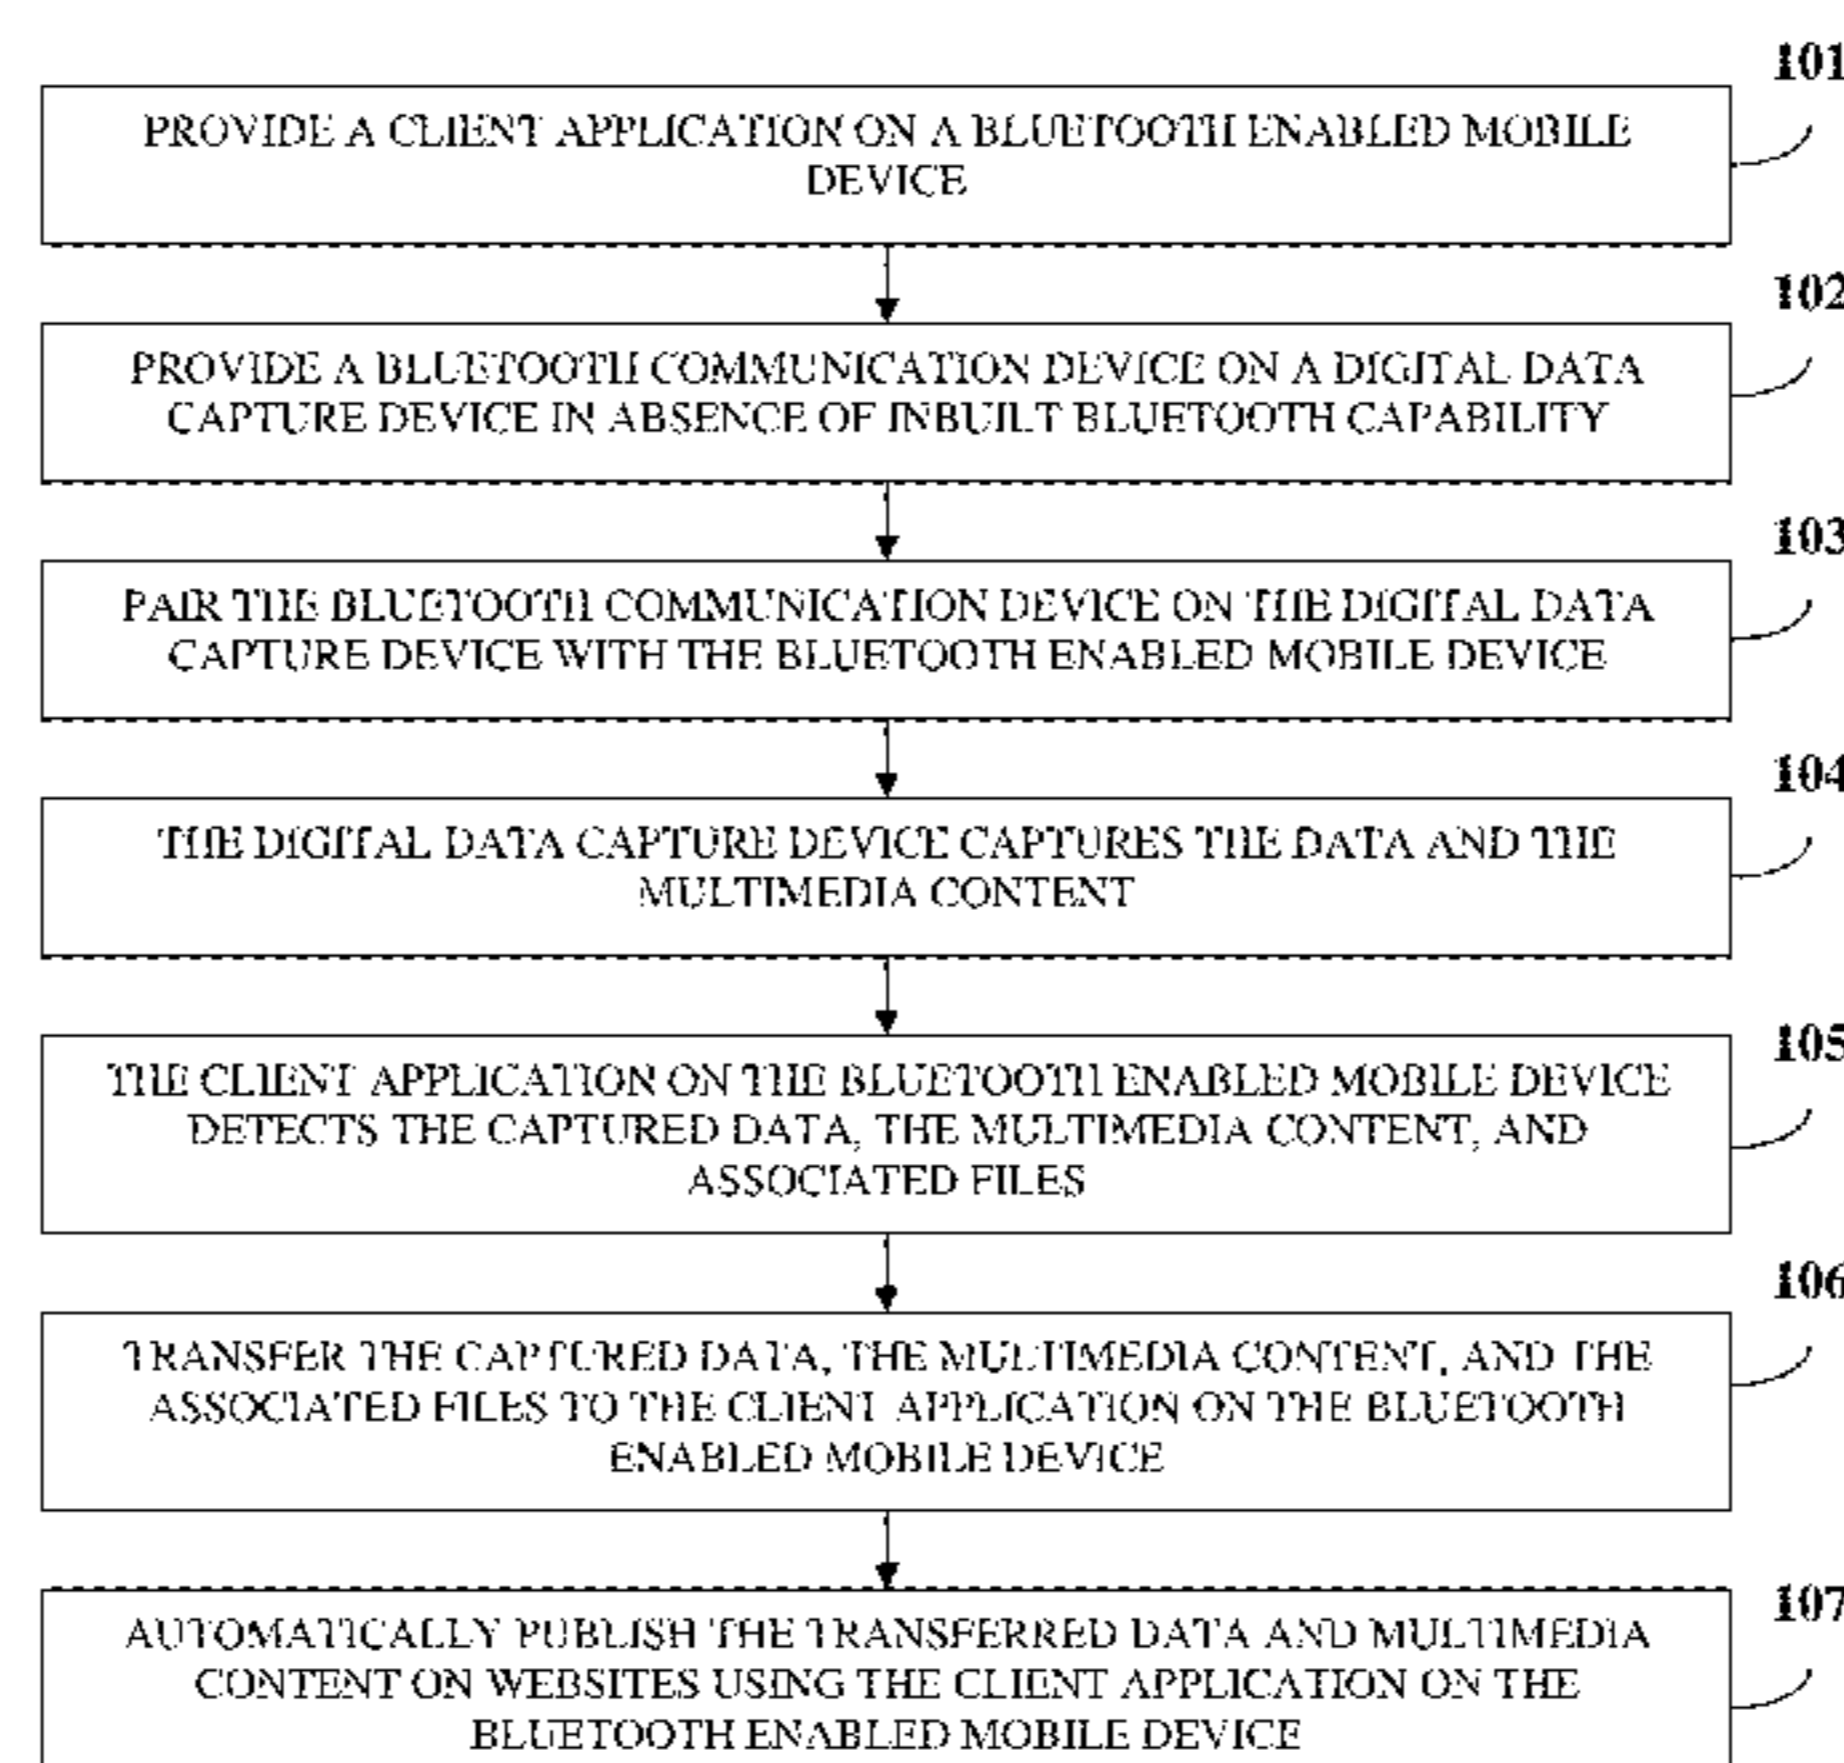 101
PROVIDE A CLIENT APPLICATION ON A BLUETOOTH ENABLED MOBILE
DEVICE
102
PROVIDE A BLUETOOTH COMMUNICATION DEVICE ON A DIGITAL DATA
CAPTURE DEVICE IN ABSENCE OF INBUILT BLUETOOTH CAPABILITY
103
PAIR THE BLUETOOTH COMMUNICATION DEVICE ON THE DIGITAL DATA
CAPTURE DEVICE WITH THE BLUETOOTH ENABLED MOBILE DEVICE
104
THE DIGITAL DATA CAPTURE DEVICE CAPTURES THE DATA AND THE
MULTIMEDIA CONTENT
105
THE CLIENT APPLICATION ON THE BLUETOOTH ENABLED MOBILE DEVICE
DETECTS THE CAPTURED DATA, THE MULTIMEDIA CONTENT, AND
ASSOCIATED FILES
106
TRANSFER THE CAPTURED DATA, THE MULTIMEDIA CONTENT, AND THE
ASSOCIATED FILES TO THE CLIENT APPLICATION ON THE BLUETOOTH
ENABLED MOBILE DEVICE
107
AUTOMATICALLY PUBLISH THE TRANSFERRED DATA AND MULTIMEDIA
CONTENT ON WEBSITES USING THE CLIENT APPLICATION ON THE
BLUETOOTH ENABLED MOBILE DEVICE